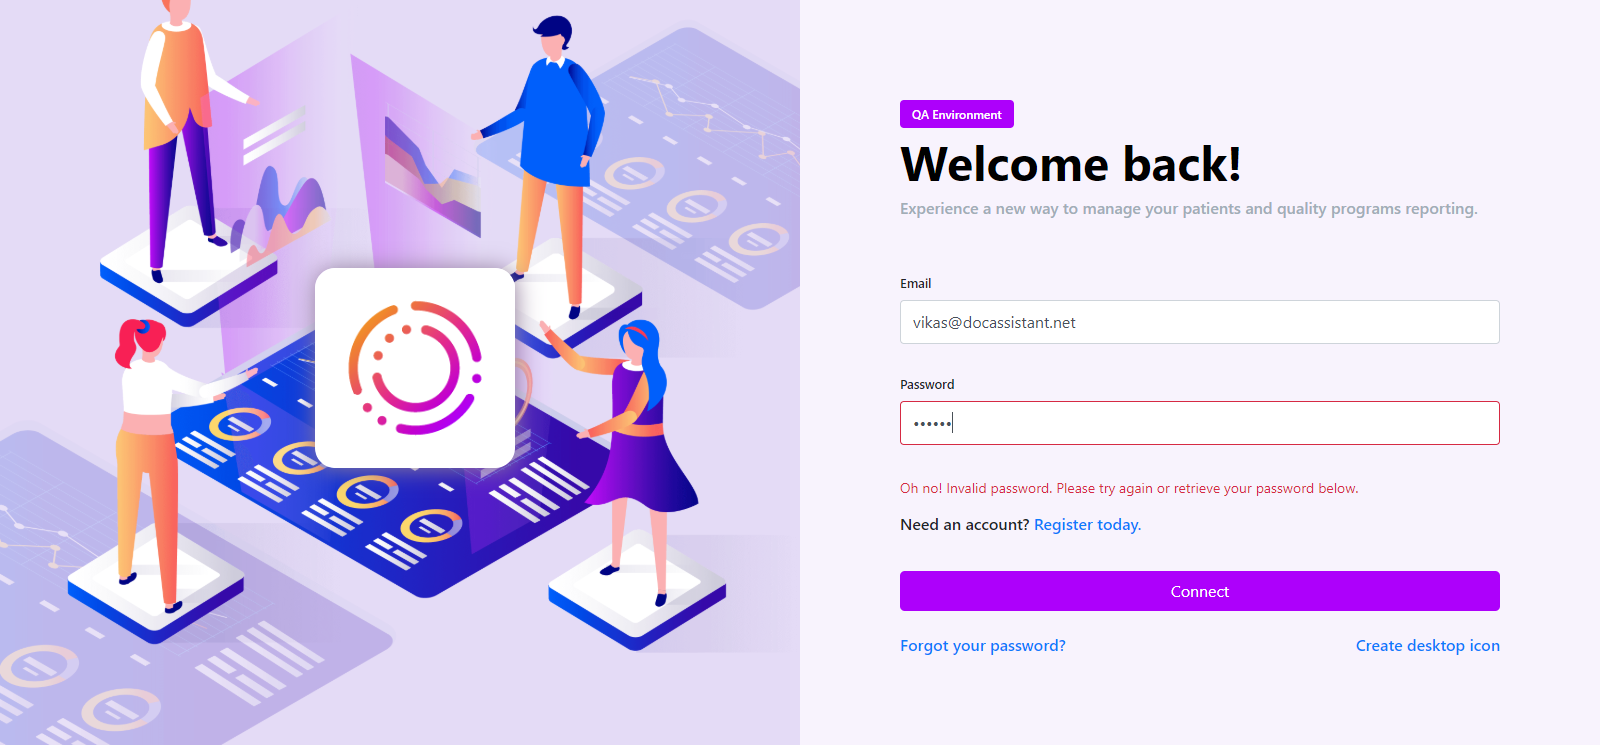 QA Environment
Welcome back!
Experience a new way to manage your patients and quality programs reporting.
Email
vikas@docassistant.net
Password
••••••
Oh no! Invalid password. Please try again or retrieve your password below.
Need an account? Register today.
Connect
Forgot your password? Create desktop icon